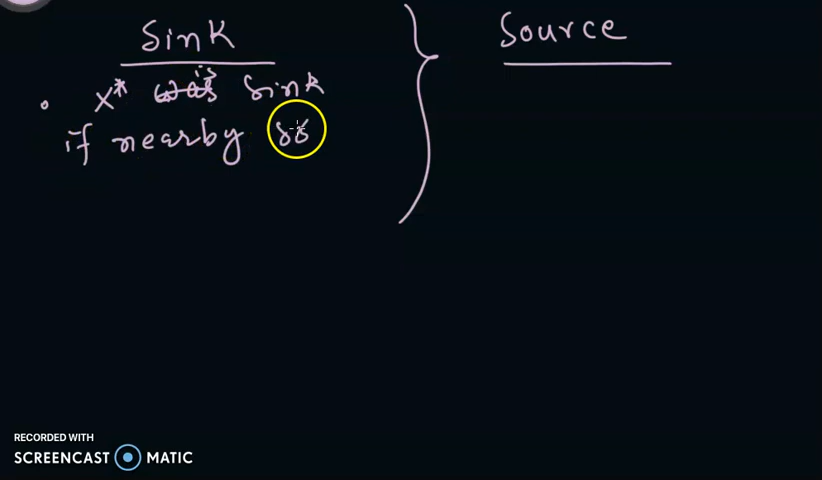 Sink
Source
• x* is Sink
if nearby
RECORDED WITH
SCREENCAST MATIC